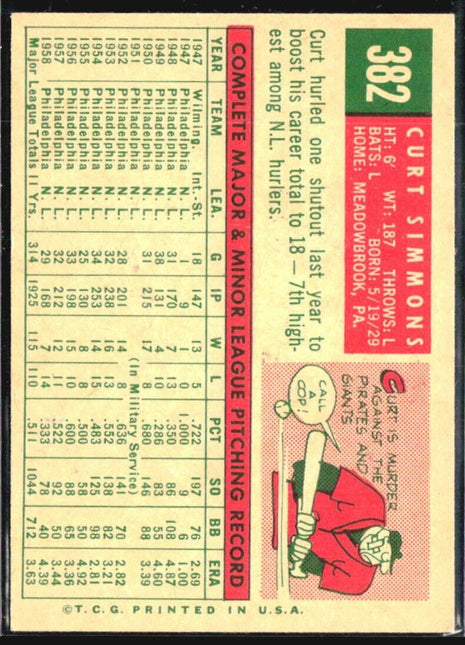 382
CURT SIMMONS
HT: 6' WT: 187 THROWS: L
BATS: L BORN: 5/19/29
HOME: MEADOWBROOK, PA.
Curt hurled one shutout last year to
boost his career total to 18 — 7th high-
est among N.L. hurlers.
CURT IS MURDER
AGAINST THE
PIRATES AND
GIANTS
CALL
A
COP!
COMPLETE MAJOR & MINOR LEAGUE PITCHING RECORD
YEAR TEAM LEA. G IP W L PCT SO BB ERA
1947 Wilming. Int.-St 18 147 13 5 .722 197 76 2.69
1947 Philadelphia N. L. 1 9 1 0 1.000 9 6 1.00
1948 Philadelphia N. L. 31 170 7 13 .350 86 108 4.87
1949 Philadelphia N. L. 38 131 4 10 .286 83 55 4.60
1950 Philadelphia N. L. 31 215 17 8 .680 146 88 3.39
1951 Philadelphia N. L. (In Military Service)
1952 Philadelphia N. L. 28 201 14 8 .636 141 70 2.82
1953 Philadelphia N. L. 32 238 16 13 .552 138 82 3.21
1954 Philadelphia N. L. 34 253 14 15 .483 125 98 2.81
1955 Philadelphia N. L. 25 130 8 8 .500 58 50 4.92
1956 Philadelphia N. L. 33 198 15 10 .600 88 65 3.36
1957 Philadelphia N. L. 32 212 12 11 .522 92 50 3.44
1958 Philadelphia N. L. 29 168 7 14 .333 78 40 4.39
Major League Totals 11 Yrs. 314 1925 115 110 .511 1044 712 3.63
©T.C.G. PRINTED IN U.S.A.